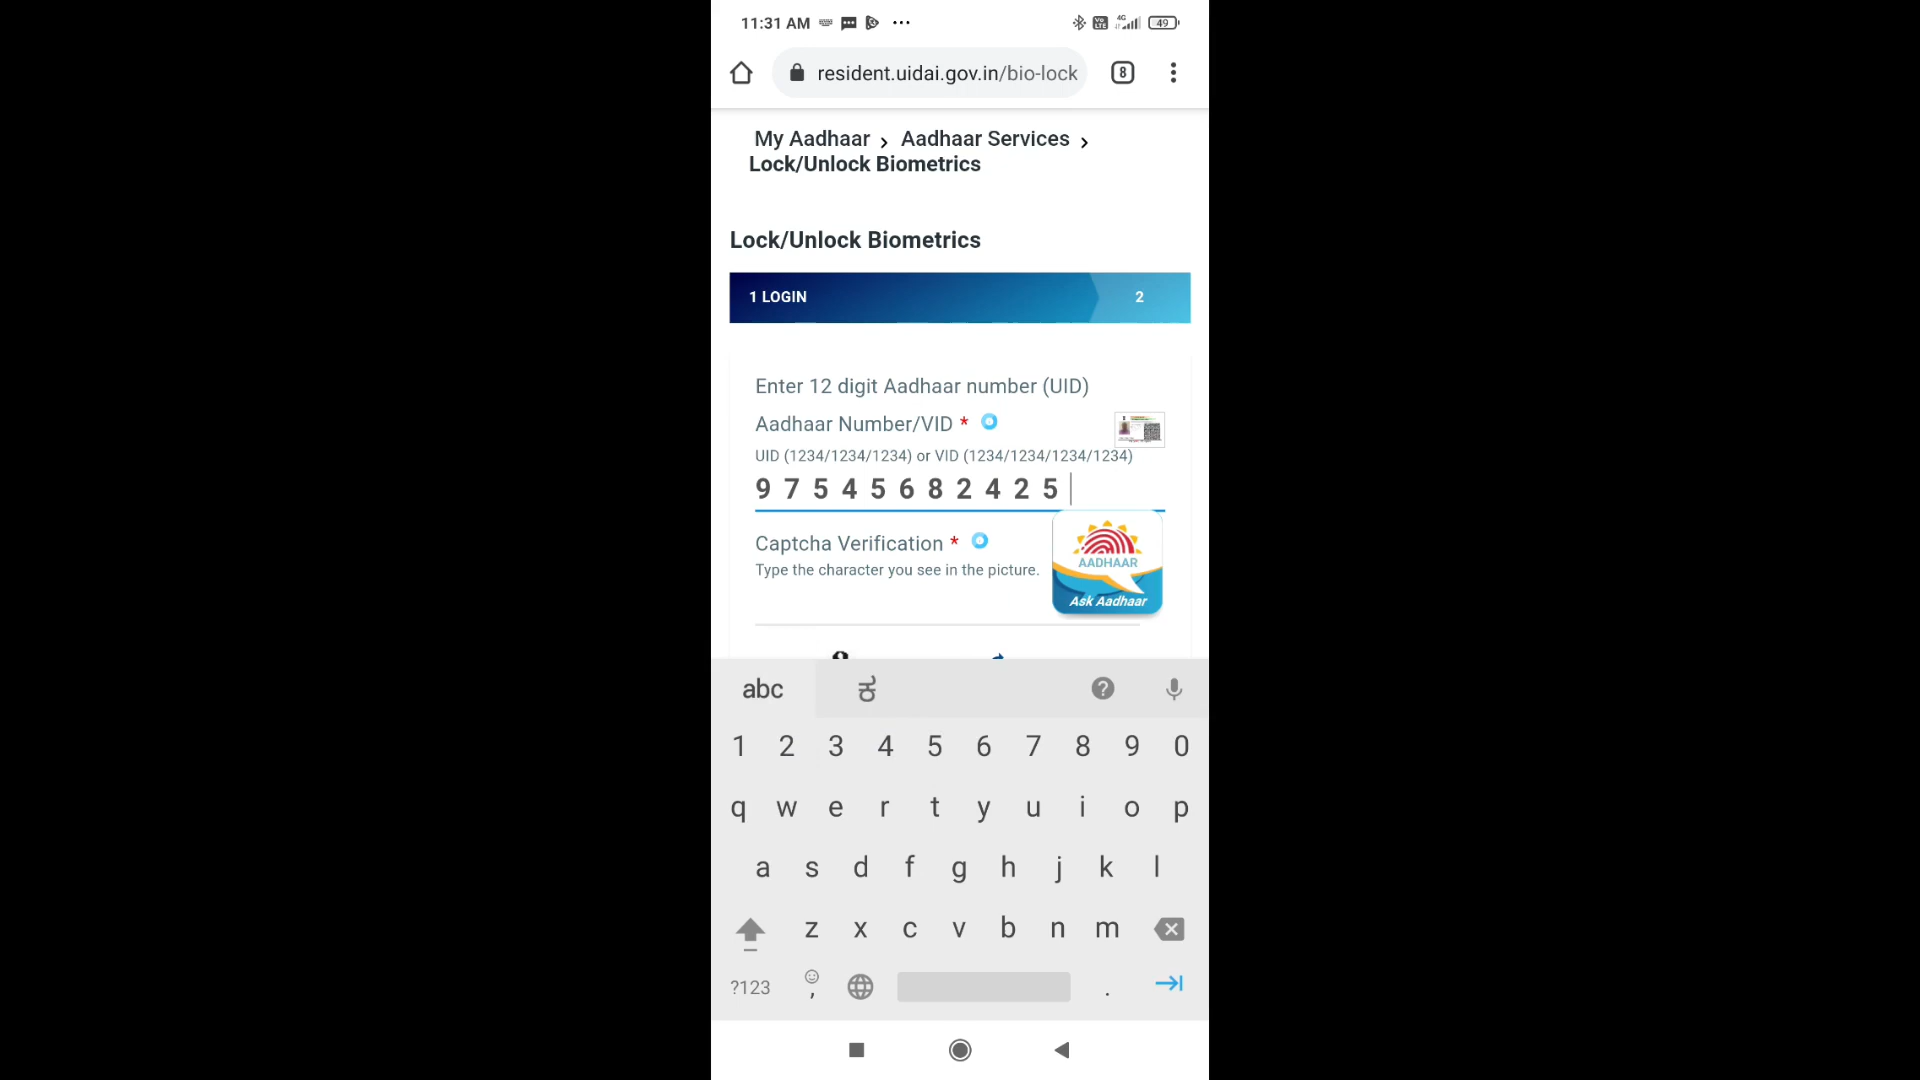 11:31 AM
Vo LTE 4G 49
resident.uidai.gov.in/bio-lock 8
My Aadhaar › Aadhaar Services ›
Lock/Unlock Biometrics
Lock/Unlock Biometrics
1 LOGIN 2
Enter 12 digit Aadhaar number (UID)
Aadhaar Number/VID *
UID (1234/1234/1234) or VID (1234/1234/1234/1234)
9 7 5 4 5 6 8 2 4 2 5
Captcha Verification *
Type the character you see in the picture.
AADHAAR
Ask Aadhaar
abc ಕ ?
1 2 3 4 5 6 7 8 9 0
q w e r t y u i o p
a s d f g h j k l
z x c v b n m
?123 , .